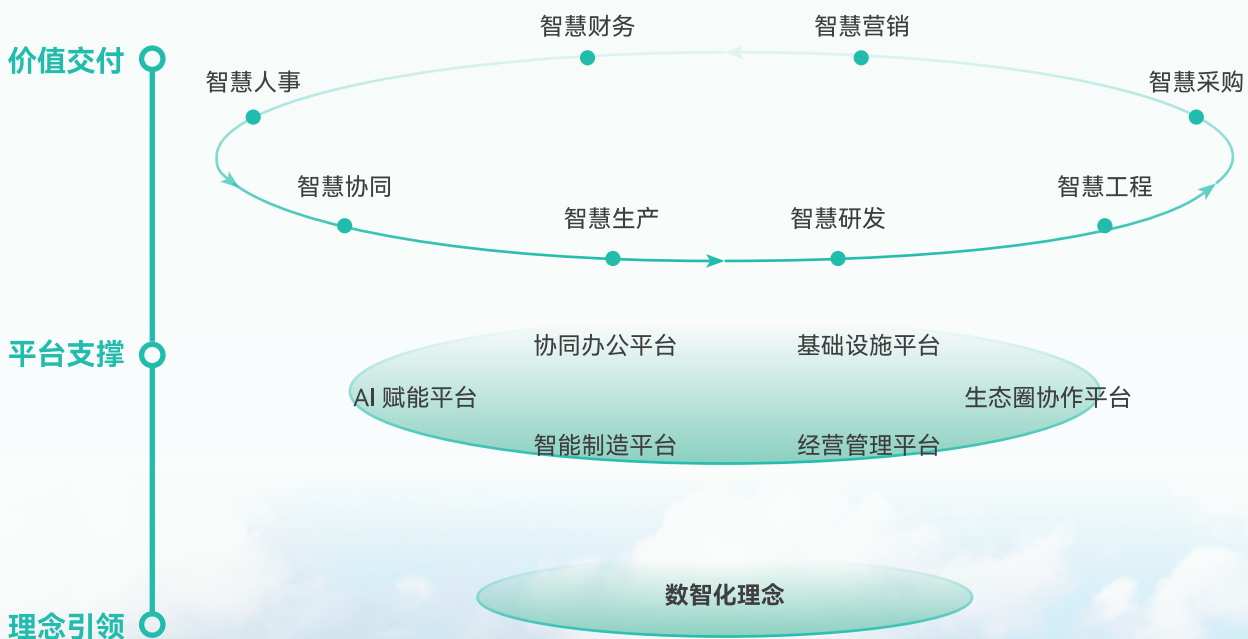 价值交付
智慧财务
智慧营销
智慧人事
智慧采购
智慧协同
智慧工程
智慧生产
智慧研发
平台支撑
协同办公平台
基础设施平台
AI 赋能平台
生态圈协作平台
智能制造平台
经营管理平台
理念引领
数智化理念